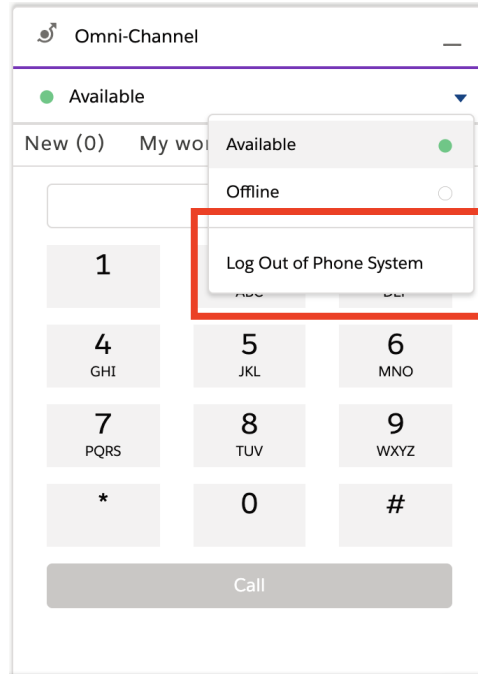 Omni-Channel
Available
New (0) My wor
Available
Offline
Log Out of Phone System
1
4 5 6
GHI JKL MNO
7 8 9
PQRS TUV WXYZ
* 0 #
Call